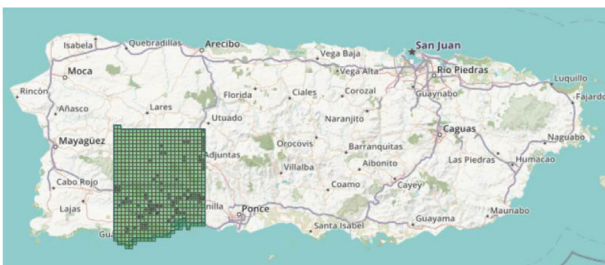 San Juan
Isabela
Quebradillas
Arecibo
Vega Baja
Moca
Vega Alta
Río Piedras
Luquillo
Rincón
Florida
Ciales
Corozal
Guaynabo
Fajardo
Añasco
Lares
Utuado
Naranjito
Caguas
Naguabo
Mayagüez
Orocovis
Barranquitas
Adjuntas
Villalba
Aibonito
Las Piedras
Humacao
Cabo Rojo
Coamo
Cayey
Lajas
nilla
Ponce
Guayama
Maunabo
Santa Isabel